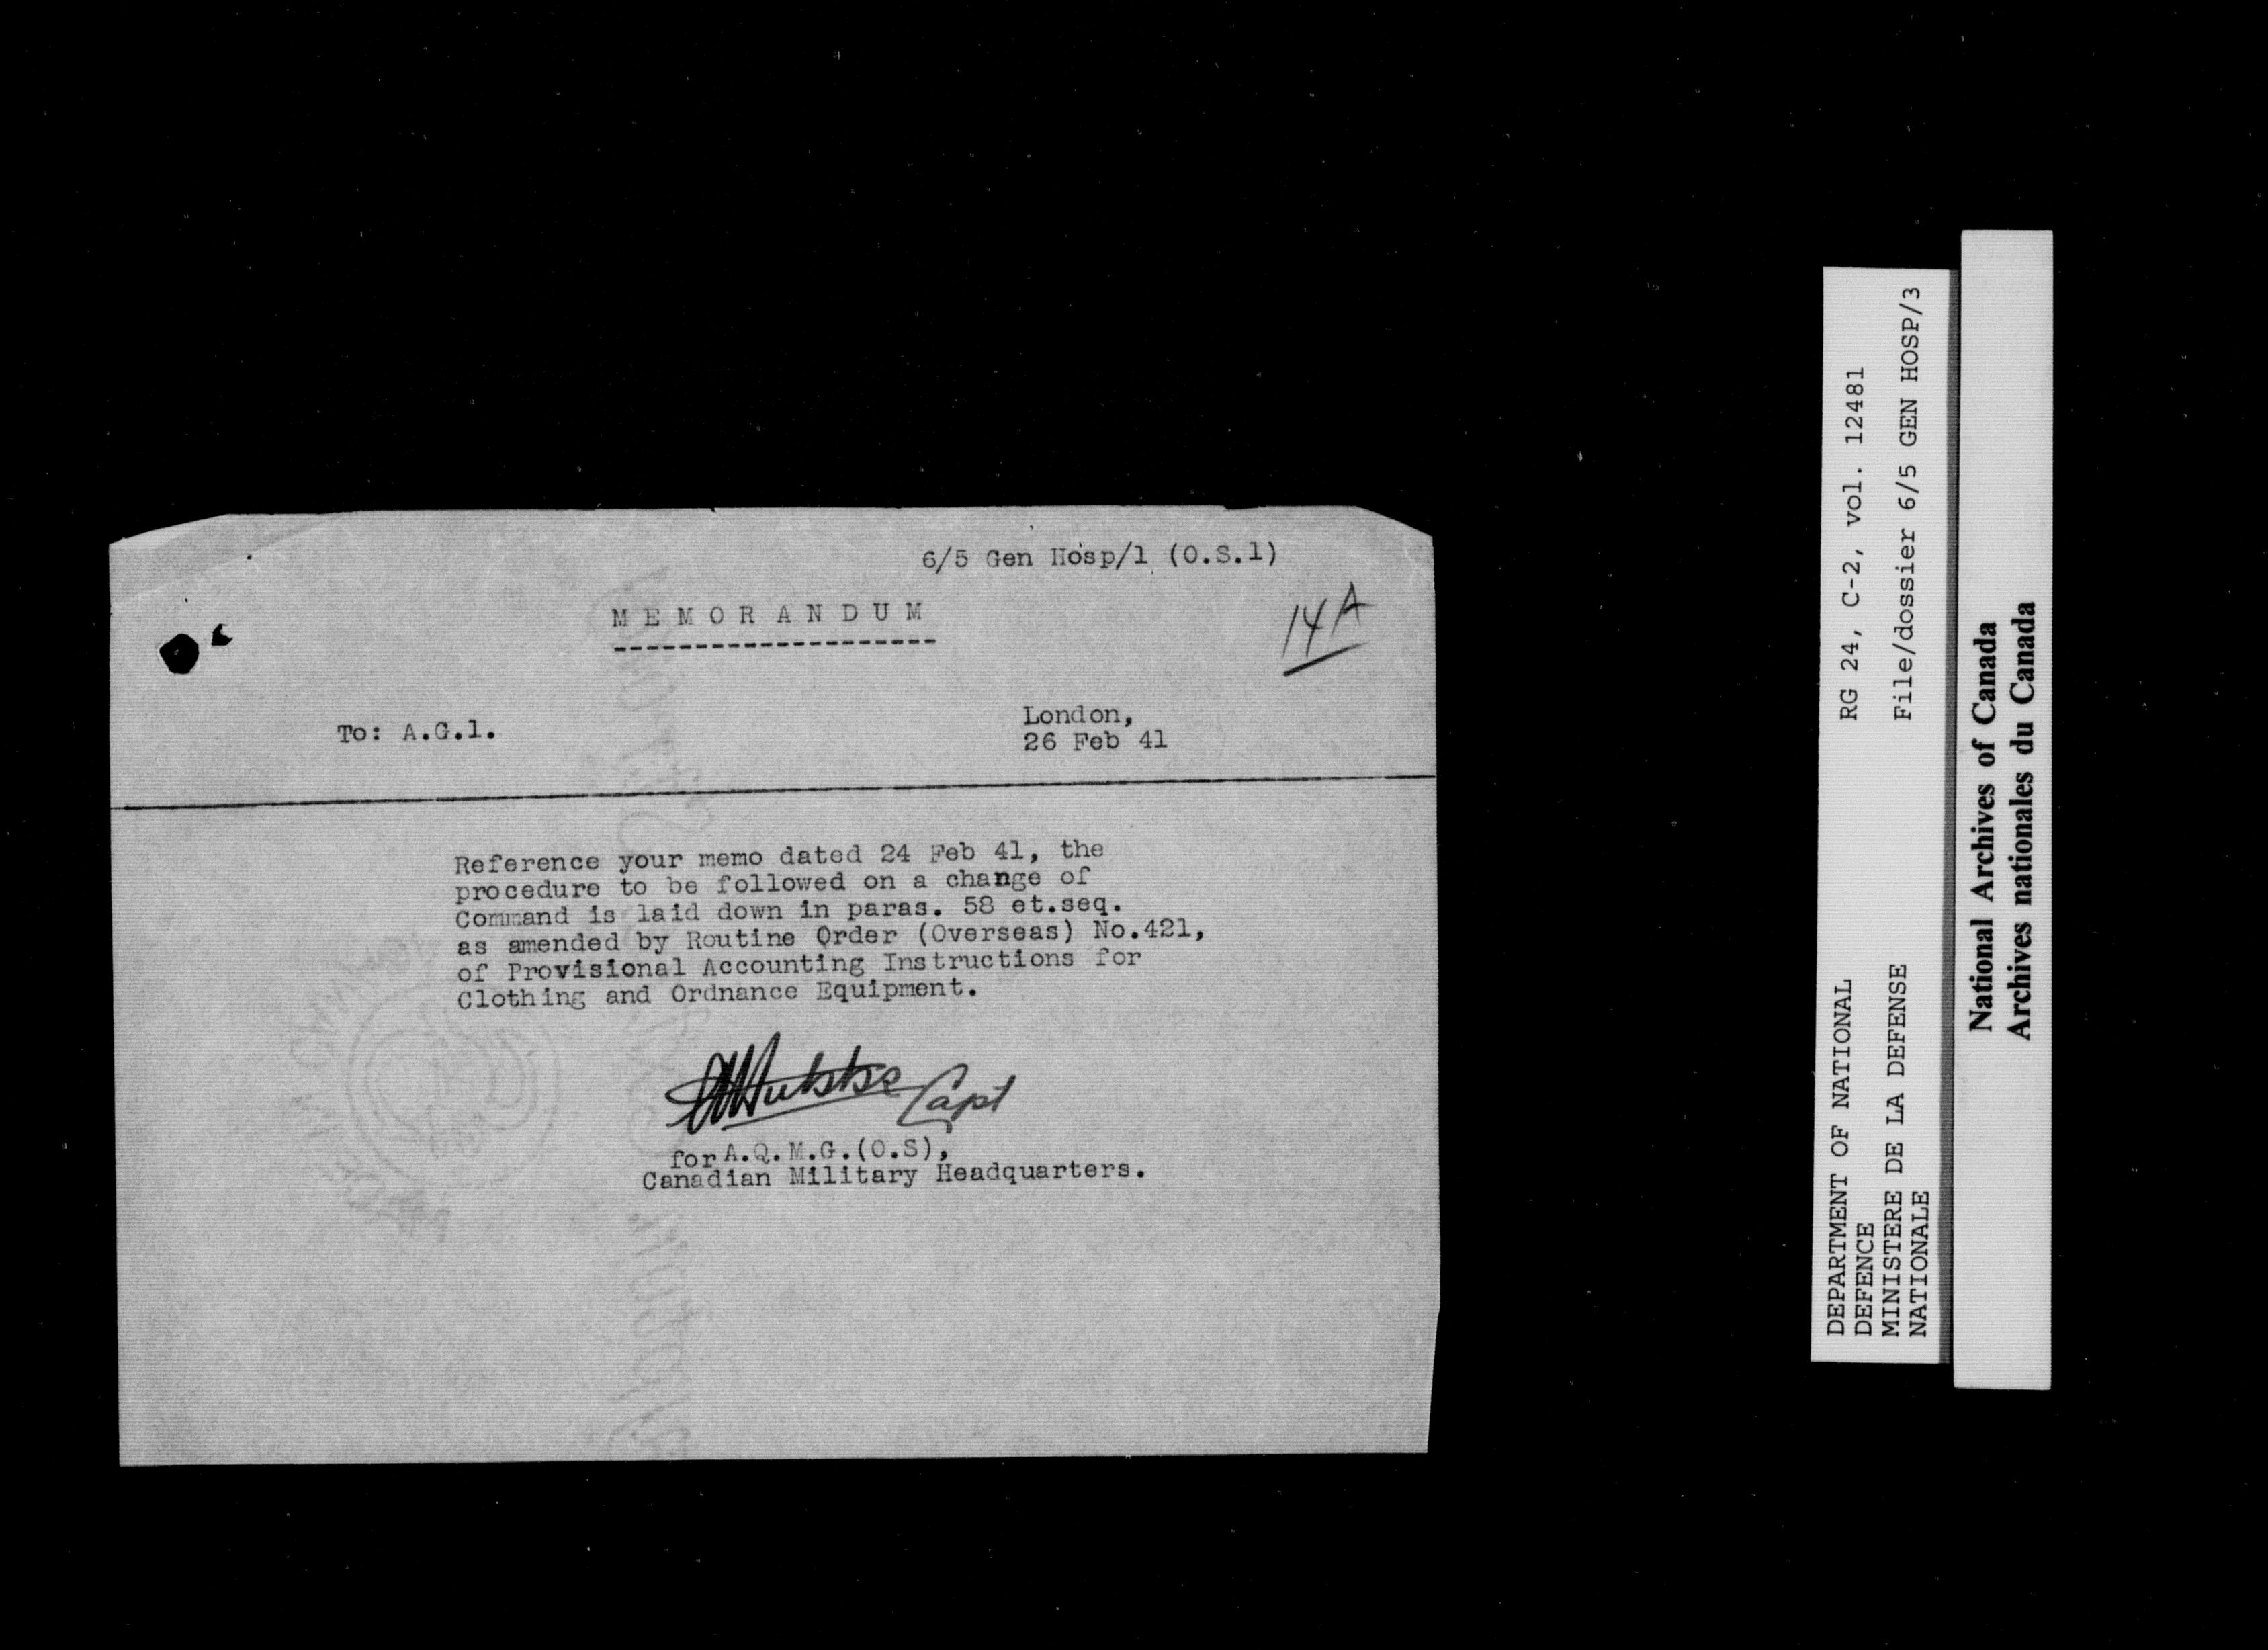 6/5 Gen Hosp/1 (O.S.1)
MEMORANDUM
14A
To: A.G.1.
London,
26 Feb 41
Reference your memo dated 24 Feb 41, the
procedure to be followed on a change of
Command is laid down in paras. 58 et.seq.
as amended by Routine Order (Overseas) No.421,
of Provisional Accounting Instructions for
Clothing and Ordnance Equipment.
Capt
for A.Q.M.G.(O.S),
Canadian Military Headquarters.
DEPARTMENT OF NATIONAL
DEFENCE
MINISTERE DE LA DEFENSE
NATIONALE
RG 24, C-2, vol. 12481
File/dossier 6/5 GEN HOSP/3
National Archives of Canada
Archives nationales du Canada